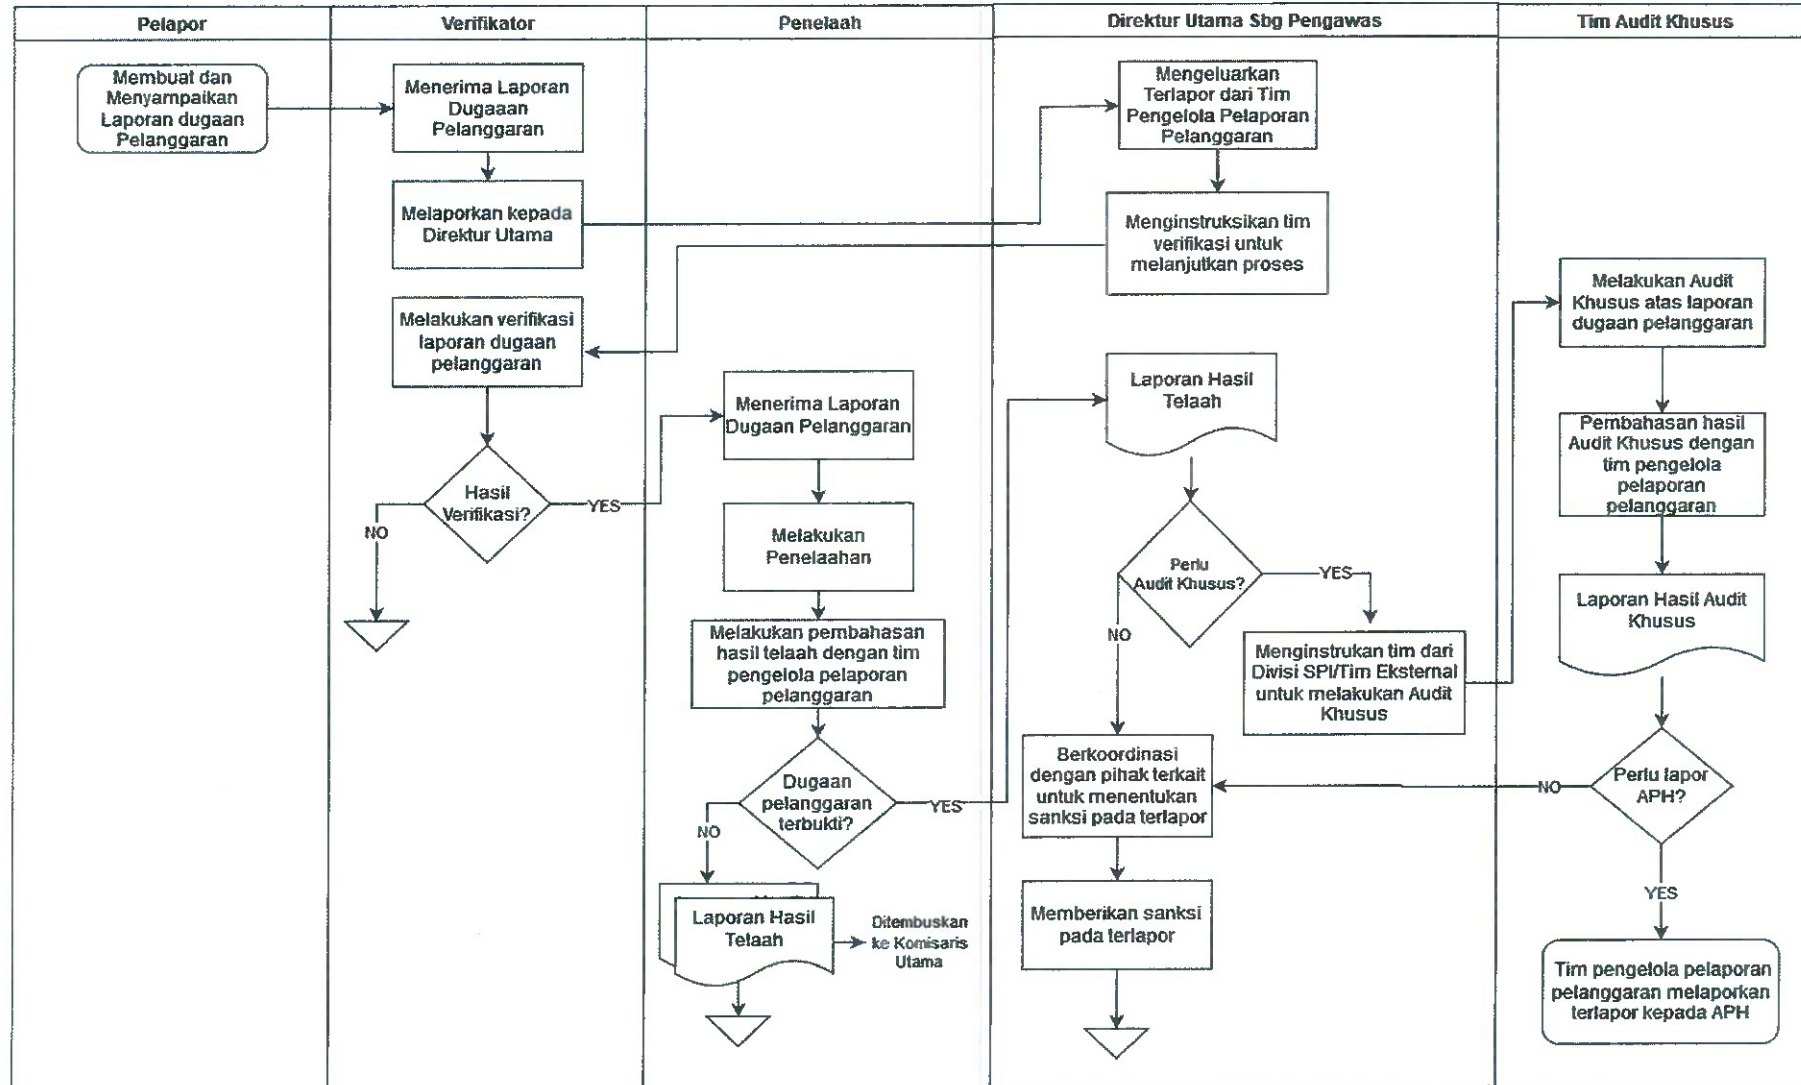 Pelapor
Verifikator
Penelaah
Direktur Utama Sbg Pengawas
Tim Audit Khusus
Membuat dan
Menyampaikan
Laporan dugaan
Pelanggaran
Menerima Laporan
Dugaaan
Pelanggaran
Melaporkan kepada
Direktur Utama
Melakukan verifikasi
laporan dugaan
pelanggaran
Hasil
Verifikasi?
NO
YES
Menerima Laporan
Dugaan Pelanggaran
Melakukan
Penelaahan
Melakukan pembahasan
hasil telaah dengan tim
pengelola pelaporan
pelanggaran
Dugaan
pelanggaran
terbukti?
NO
YES
Laporan Hasil
Telaah
Ditembuskan
ke Komisaris
Utama
Mengeluarkan
Terlapor dari Tim
Pengelola Pelaporan
Pelanggaran
Menginstruksikan tim
verifikasi untuk
melanjutkan proses
Laporan Hasil
Telaah
Perlu
Audit Khusus?
YES
NO
Menginstrukan tim dari
Divisi SPI/Tim Eksternal
untuk melakukan Audit
Khusus
Berkoordinasi
dengan pihak terkait
untuk menentukan
sanksi pada terlapor
Memberikan sanksi
pada terlapor
Melakukan Audit
Khusus atas laporan
dugaan pelanggaran
Pembahasan hasil
Audit Khusus dengan
tim pengelola
pelaporan
pelanggaran
Laporan Hasil Audit
Khusus
Perlu lapor
APH?
NO
YES
Tim pengelola pelaporan
pelanggaran melaporkan
terlapor kepada APH